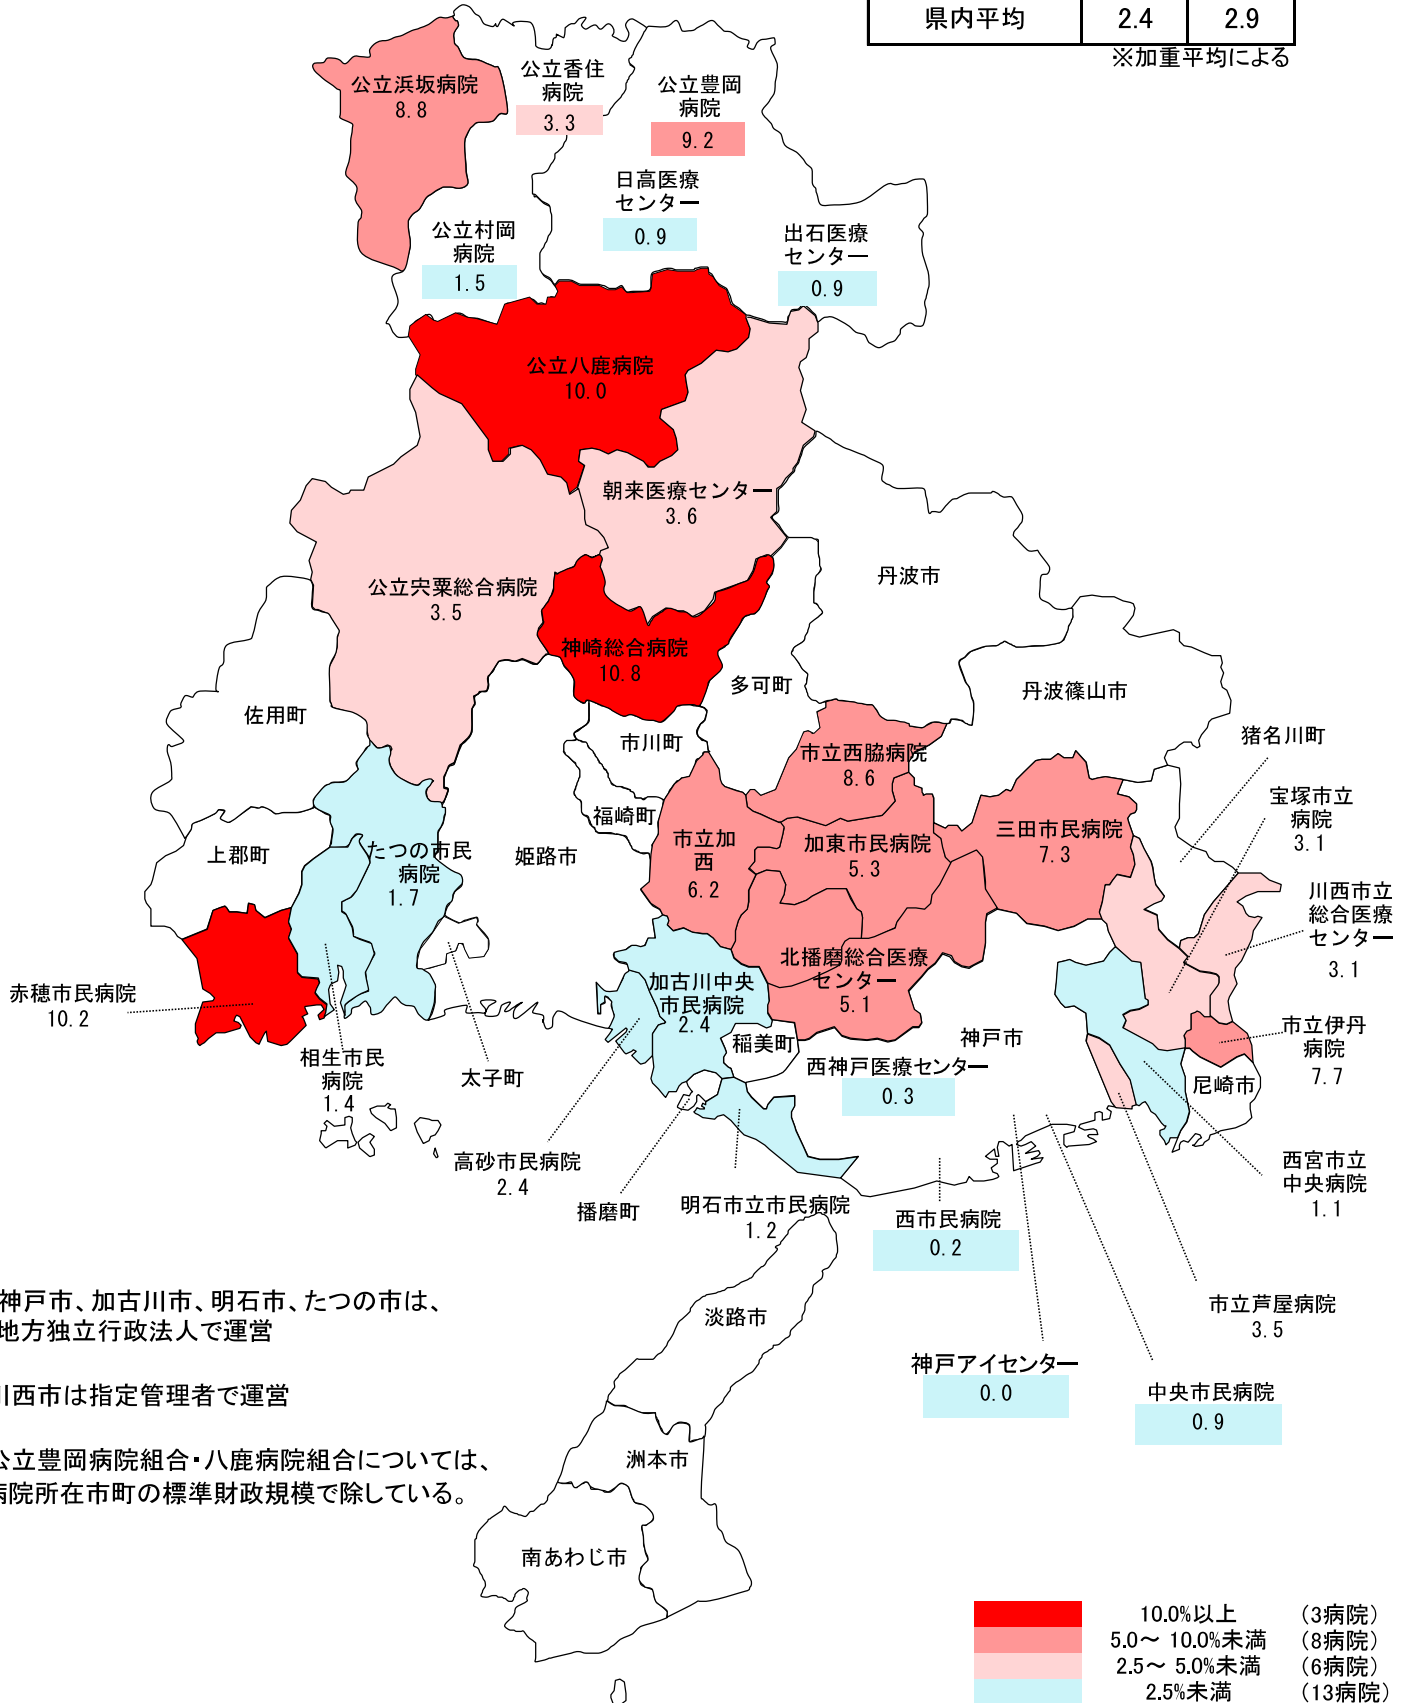 県内平均 2.4 2.9
※加重平均による
公立浜坂病院
8.8
公立香住
病院
3.3
公立豊岡
病院
9.2
日高医療
センター
0.9
公立村岡
病院
1.5
出石医療
センター
0.9
公立八鹿病院
10.0
朝来医療センター
3.6
公立宍粟総合病院
3.5
丹波市
神崎総合病院
10.8
多可町
丹波篠山市
佐用町
市川町
猪名川町
市立西脇病院
8.6
宝塚市立
病院
3.1
福崎町
三田市民病院
7.3
上郡町
たつの市民
病院
1.7
姫路市
市立加
西
6.2
加東市民病院
5.3
川西市立
総合医療
センター
3.1
北播磨総合医療
センター
5.1
加古川中央
市民病院
2.4
赤穂市民病院
10.2
稲美町
神戸市
市立伊丹
病院
7.7
相生市民
病院
1.4
太子町
西神戸医療センター
0.3
尼崎市
高砂市民病院
2.4
播磨町
明石市立市民病院
1.2
西市民病院
0.2
西宮市立
中央病院
1.1
神戸市、加古川市、明石市、たつの市は、
地方独立行政法人で運営
淡路市
市立芦屋病院
3.5
神戸アイセンター
0.0
中央市民病院
0.9
川西市は指定管理者で運営
公立豊岡病院組合・八鹿病院組合については、
病院所在市町の標準財政規模で除している。
洲本市
南あわじ市
10.0%以上 (3病院)
5.0～ 10.0%未満 (8病院)
2.5～ 5.0%未満 (6病院)
2.5%未満 (13病院)